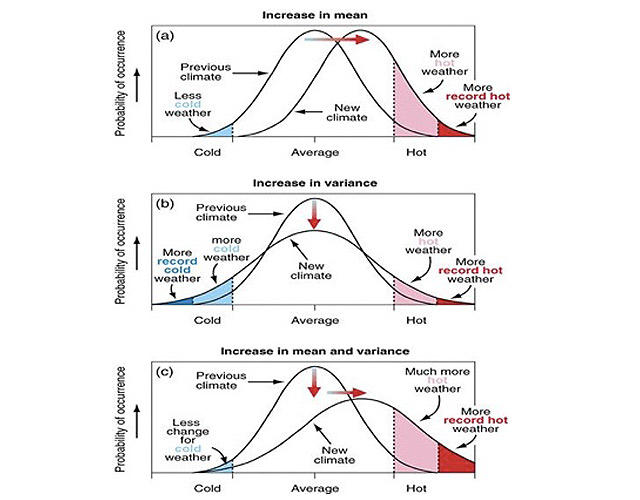 Increase in mean
(a)
Probability of occurrence
Previous
climate
Less
cold
weather
New
climate
More
hot
weather
More
record hot
weather
Cold
Average
Hot
Increase in variance
(b)
Probability of occurrence
Previous
climate
more
cold
weather
More
record
cold
weather
New
climate
More
hot
weather
More
record hot
weather
Cold
Average
Hot
Increase in mean and variance
(c)
Probability of occurrence
Previous
climate
Less
change
for
cold
weather
New
climate
Much more
hot
weather
More
record hot
weather
Cold
Average
Hot